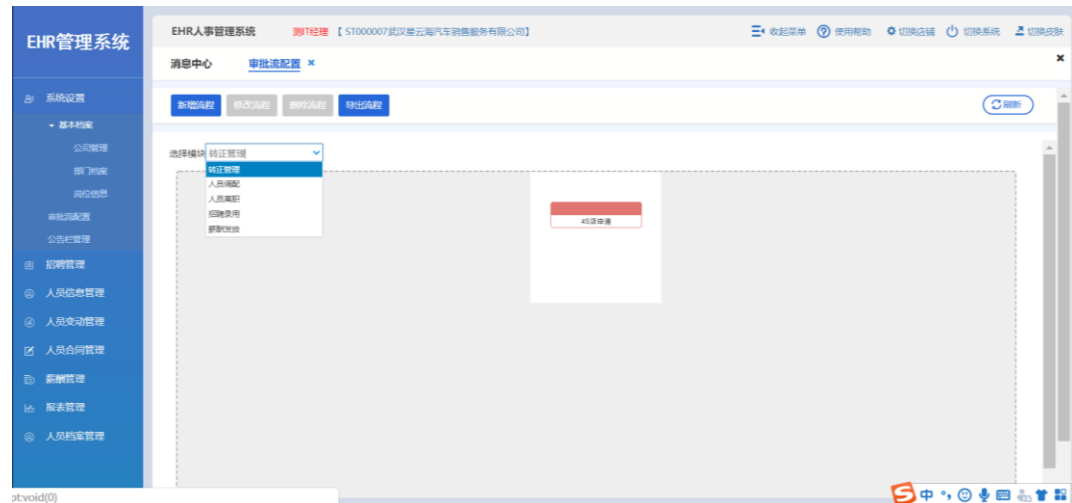 EHR管理系统
EHR人事管理系统
测IT经理
【 ST000007武汉星云海汽车销售服务有限公司】
收起菜单
使用帮助
切换店铺
切换系统
切换皮肤
消息中心
审批流配置 ×
新增流程
修改流程
删除流程
导出流程
刷新
系统设置
基本档案
公司管理
部门档案
岗位信息
审批流配置
公告栏管理
招聘管理
人员信息管理
人员变动管理
人员合同管理
薪酬管理
报表管理
人员档案管理
选择模块 转正管理
转正管理
人员调配
人员离职
招聘录用
薪酬发放
4S店申请
pt:void(0)
中